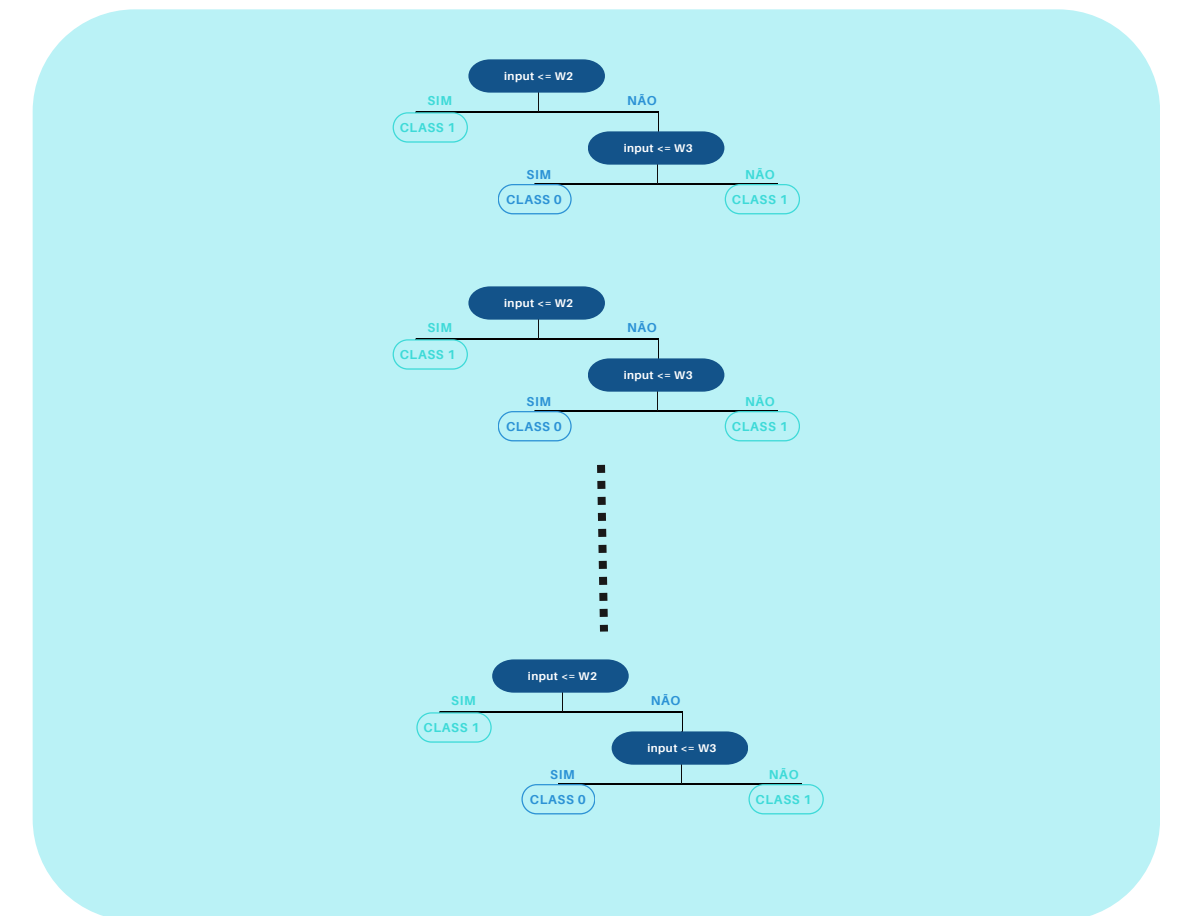 input <= W2
SIM NÃO
CLASS 1
input <= W3
SIM NÃO
CLASS 0 CLASS 1
input <= W2
SIM NÃO
CLASS 1
input <= W3
SIM NÃO
CLASS 0 CLASS 1
input <= W2
SIM NÃO
CLASS 1
input <= W3
SIM NÃO
CLASS 0 CLASS 1